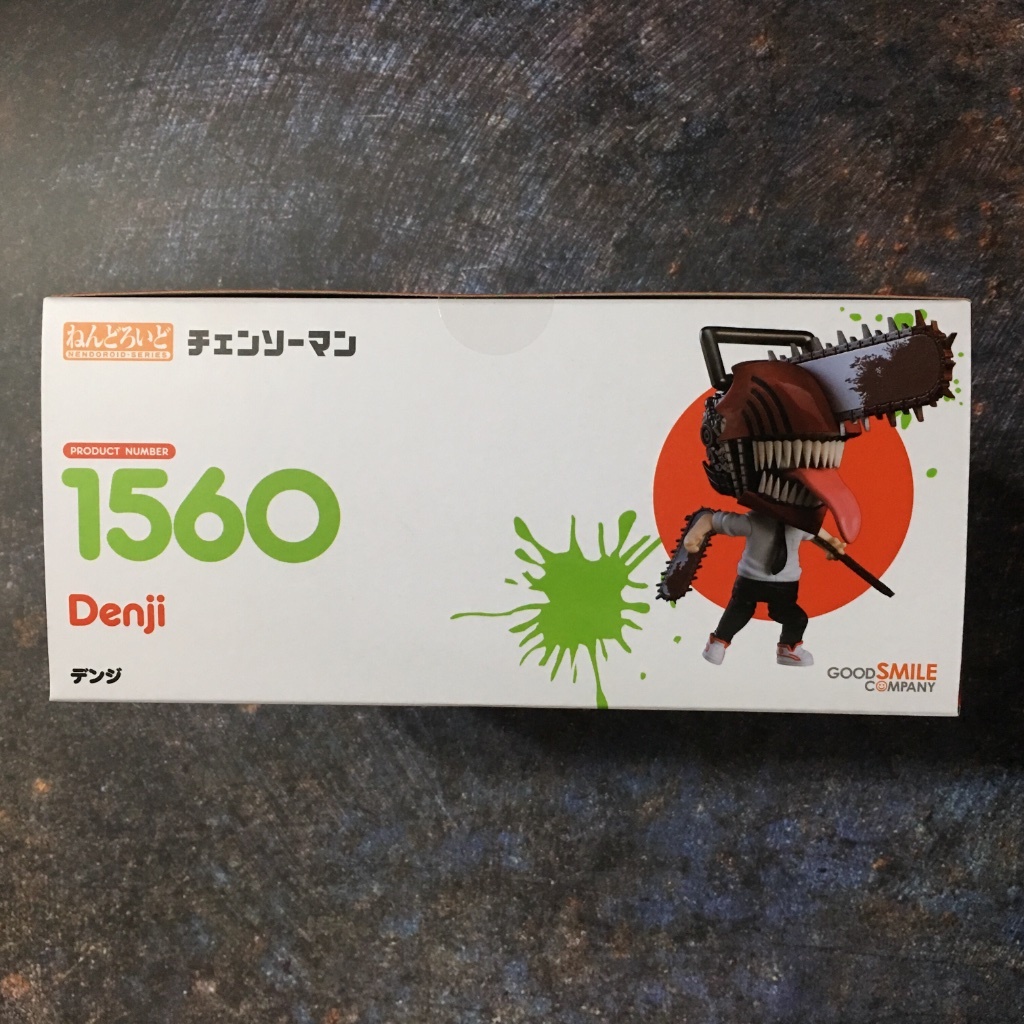 ねんどろいど
NENDOROID-SERIES
チェンソーマン
PRODUCT NUMBER
1560
Denji
デンジ
GOOD SMILE
COMPANY